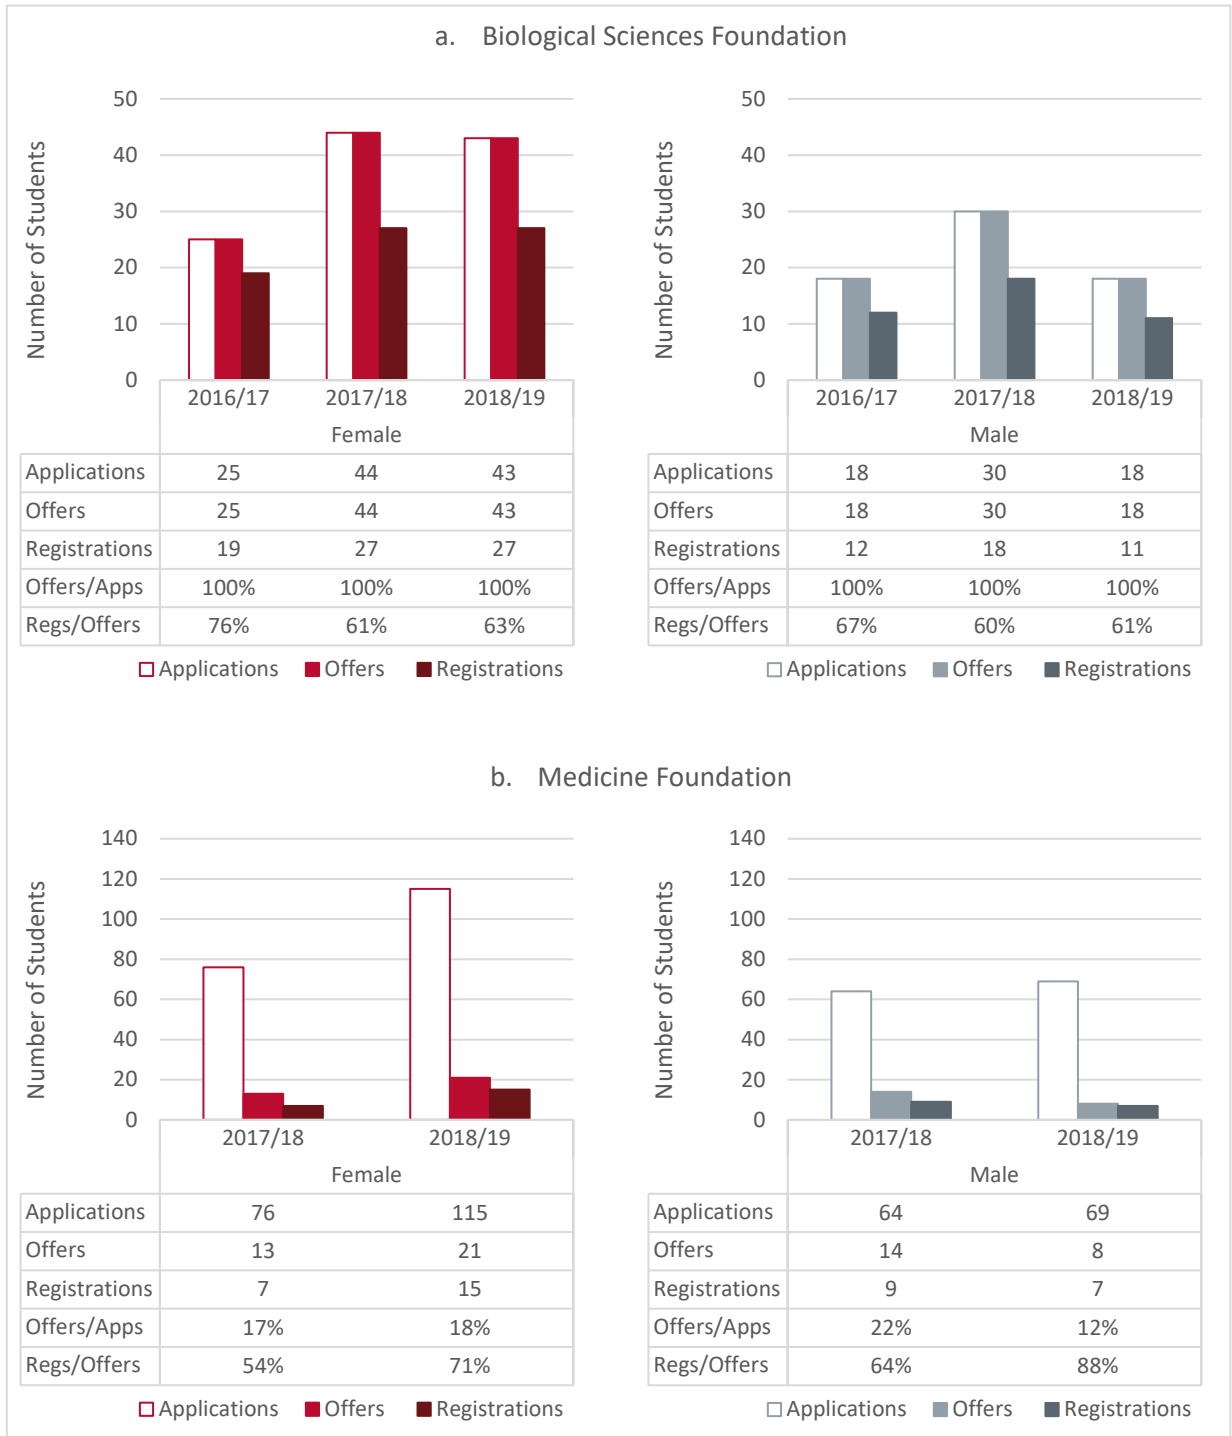 a. Biological Sciences Foundation
Number of Students
50
40
30
20
10
0
2016/17 2017/18 2018/19
Female
Applications 25 44 43
Offers 25 44 43
Registrations 19 27 27
Offers/Apps 100% 100% 100%
Regs/Offers 76% 61% 63%
Applications Offers Registrations
Number of Students
50
40
30
20
10
0
2016/17 2017/18 2018/19
Male
Applications 18 30 18
Offers 18 30 18
Registrations 12 18 11
Offers/Apps 100% 100% 100%
Regs/Offers 67% 60% 61%
Applications Offers Registrations
b. Medicine Foundation
Number of Students
140
120
100
80
60
40
20
0
2017/18 2018/19
Female
Applications 76 115
Offers 13 21
Registrations 7 15
Offers/Apps 17% 18%
Regs/Offers 54% 71%
Applications Offers Registrations
Number of Students
140
120
100
80
60
40
20
0
2017/18 2018/19
Male
Applications 64 69
Offers 14 8
Registrations 9 7
Offers/Apps 22% 12%
Regs/Offers 64% 88%
Applications Offers Registrations